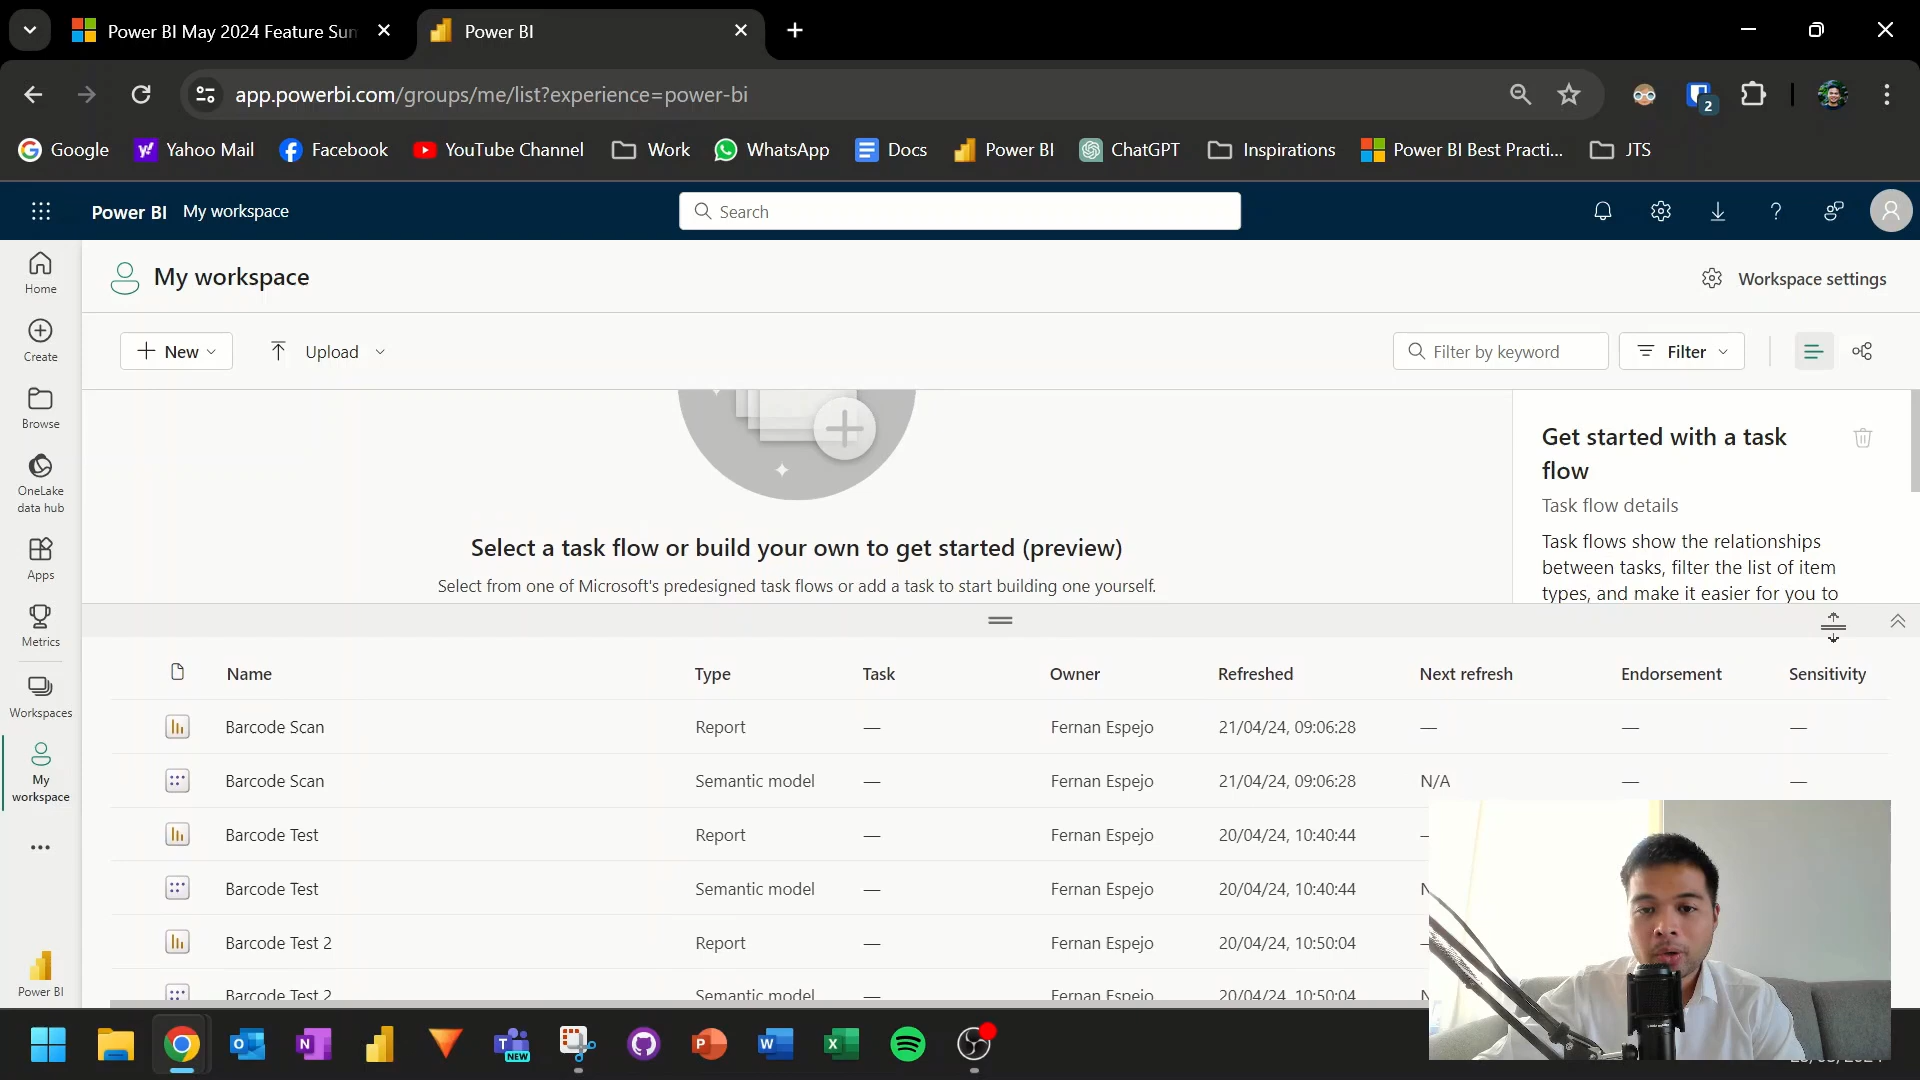 Power BI May 2024 Feature Sum
Power BI
app.powerbi.com/groups/me/list?experience=power-bi
2
Google
Yahoo Mail
Facebook
YouTube Channel
Work
WhatsApp
Docs
Power BI
ChatGPT
Inspirations
Power BI Best Practi...
JTS
Power BI My workspace
Search
My workspace
Workspace settings
New
Upload
Filter by keyword
Filter
Home
Create
Browse
OneLake
data hub
Apps
Metrics
Workspaces
My
workspace
Power BI
Select a task flow or build your own to get started (preview)
Select from one of Microsoft's predesigned task flows or add a task to start building one yourself.
Get started with a task
flow
Task flow details
Task flows show the relationships
between tasks, filter the list of item
types, and make it easier for you to
Name Type Task Owner Refreshed Next refresh Endorsement Sensitivity
Barcode Scan Report — Fernan Espejo 21/04/24, 09:06:28 — — —
Barcode Scan Semantic model — Fernan Espejo 21/04/24, 09:06:28 N/A — —
Barcode Test Report — Fernan Espejo 20/04/24, 10:40:44 —
Barcode Test Semantic model — Fernan Espejo 20/04/24, 10:40:44
Barcode Test 2 Report — Fernan Espejo 20/04/24, 10:50:04 —
Barcode Test 2 Semantic model — Fernan Espejo 20/04/24, 10:50:04
NEW